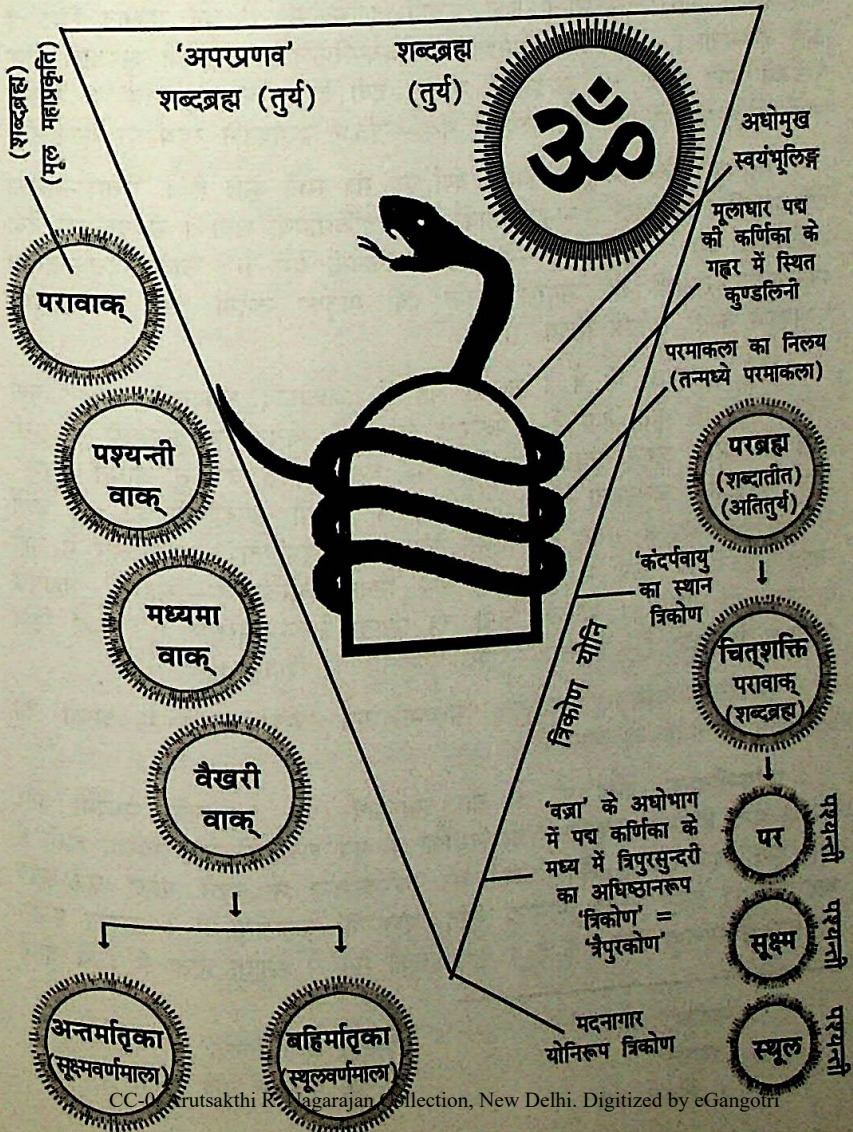 'अपरप्रणव'
शब्दब्रह्म (तुर्य)
शब्दब्रह्म
(तुर्य)
ॐ
(शब्दब्रह्म)
(मूल महाप्रकृति)
अधोमुख
स्वयंभूलिङ्ग
मूलाधार पद्म
की कर्णिका के
गह्वर में स्थित
कुण्डलिनी
परमाकला का निलय
(तन्मध्ये परमाकला)
परावाक्
पश्यन्ती
वाक्
मध्यमा
वाक्
वैखरी
वाक्
अन्तर्मातृका
(सूक्ष्मवर्णमाला)
बहिर्मातृका
(स्थूलवर्णमाला)
परब्रह्म
(शब्दातीत)
(अतितुर्य)
'कंदर्पवायु'
का स्थान
त्रिकोण
त्रिकोण योनि
चित्शक्ति
परावाक्
(शब्दब्रह्म)
'वज्रा' के अधोभाग
में पद्म कर्णिका के
मध्य में त्रिपुरसुन्दरी
का अधिष्ठानरूप
'त्रिकोण' =
'त्रैपुरकोण'
पर
पश्यन्ती
सूक्ष्म
पश्यन्ती
स्थूल
पश्यन्ती
मदनागार
योनिरूप त्रिकोण
CC-0. Arutsakthi R. Nagarajan Collection, New Delhi. Digitized by eGangotri